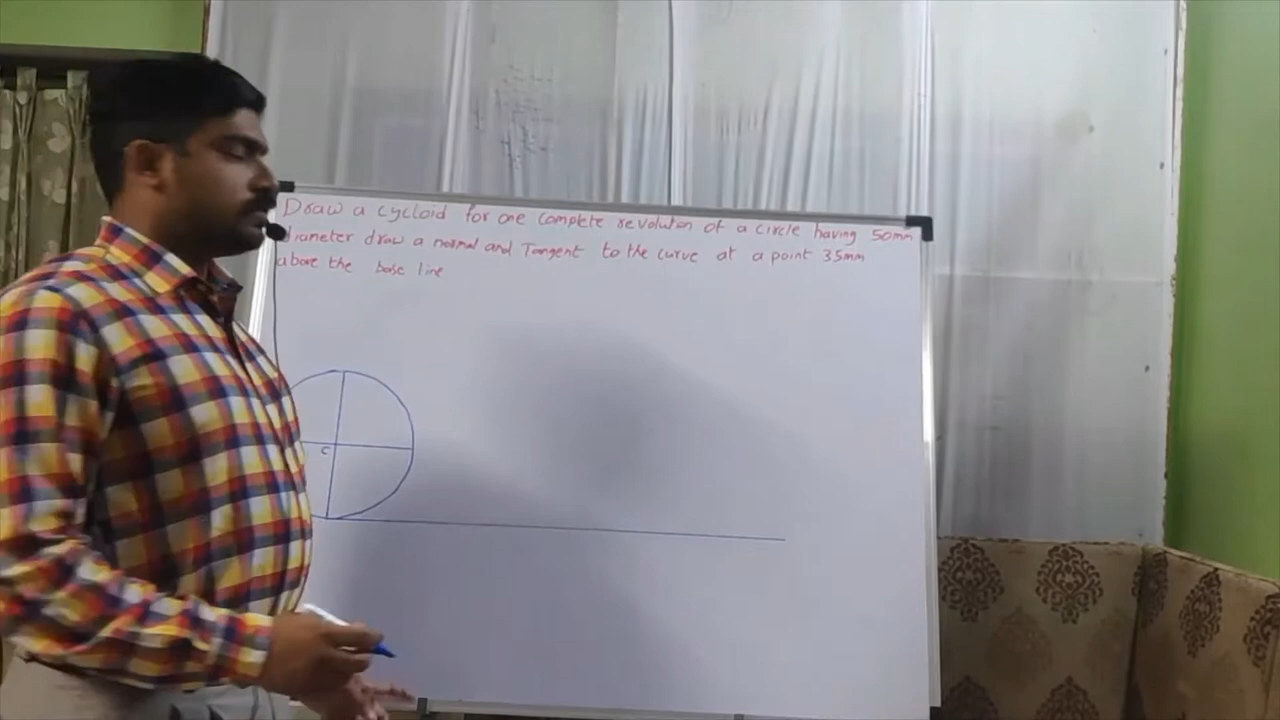 Draw a cycloid for one complete revolution of a circle having 50mm
diameter draw a normal and Tangent to the curve at a point 35mm
above the base line
C